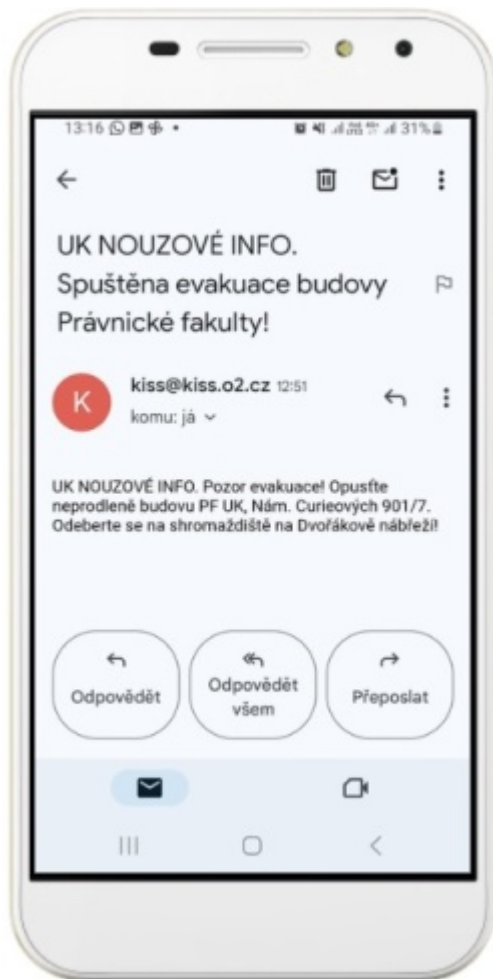 13:16
31%
UK NOUZOVÉ INFO.
Spuštěna evakuace budovy
Právnické fakulty!
K
kiss@kiss.o2.cz 12:51
komu: já
UK NOUZOVÉ INFO. Pozor evakuace! Opusťte
neprodleně budovu PF UK, Nám. Curieových 901/7.
Odeberte se na shromaždiště na Dvořákově nábřeží!
Odpovědět
Odpovědět
všem
Přeposlat